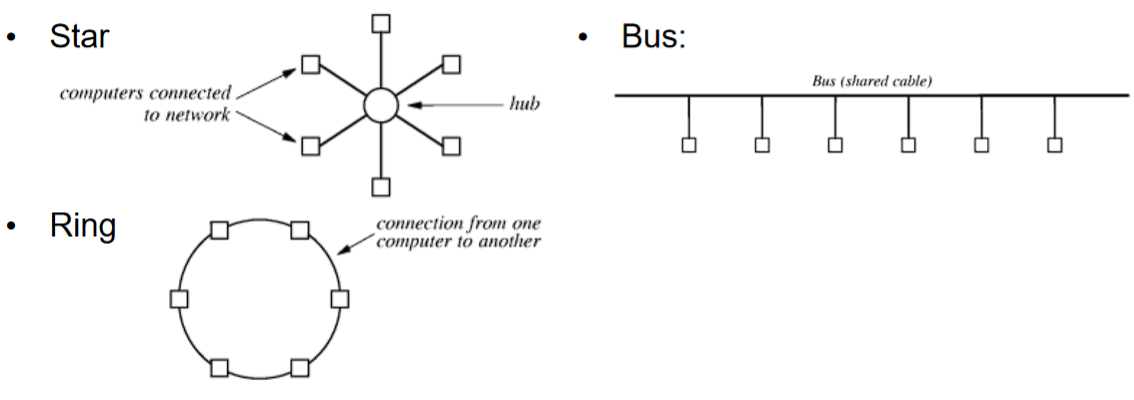 • Star
computers connected
to network
hub
• Ring
connection from one
computer to another
• Bus:
Bus (shared cable)